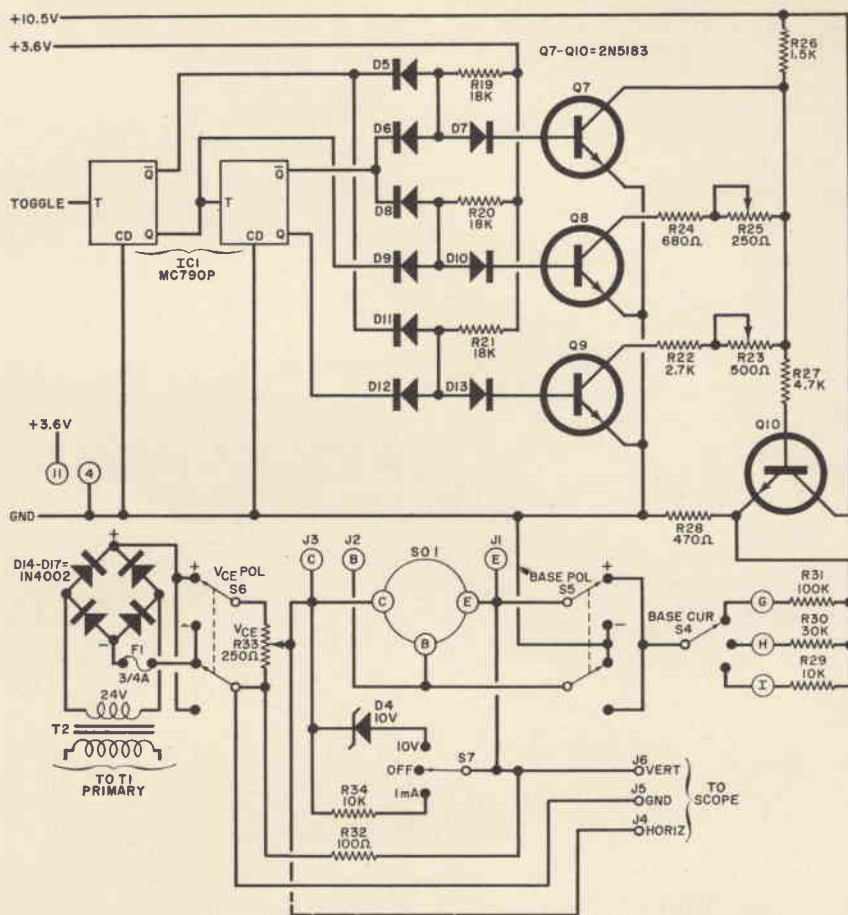 +10.5V
+3.6V
Q7-Q10=2N5183
R26
1.5K
D5
R19
18K
Q7
D6
D7
Q̅
Q̅
TOGGLE
T
T
D8
R20
18K
Q8
R24
680Ω
R25
250Ω
CD
Q
CD
Q
IC1
MC790P
D9
D10
D11
R21
18K
Q9
R22
2.7K
R23
500Ω
R27
4.7K
D12
D13
+3.6V
Q10
11
4
GND
R28
470Ω
D14-D17=
1N4002
+
VCE POL
S6
+
J3
C
J2
B
SO1
J1
E
BASE POL
S5
+
R31
100K
C
E
B
BASE CUR
S4
G
R30
30K
H
R29
10K
I
VCE
R33
250Ω
-
-
-
F1
3/4A
24V
T2
TO T1
PRIMARY
D4
10V
10V
OFF
S7
1mA
R34
10K
R32
100Ω
J6
VERT
J5
GND
J4
HORIZ
TO
SCOPE